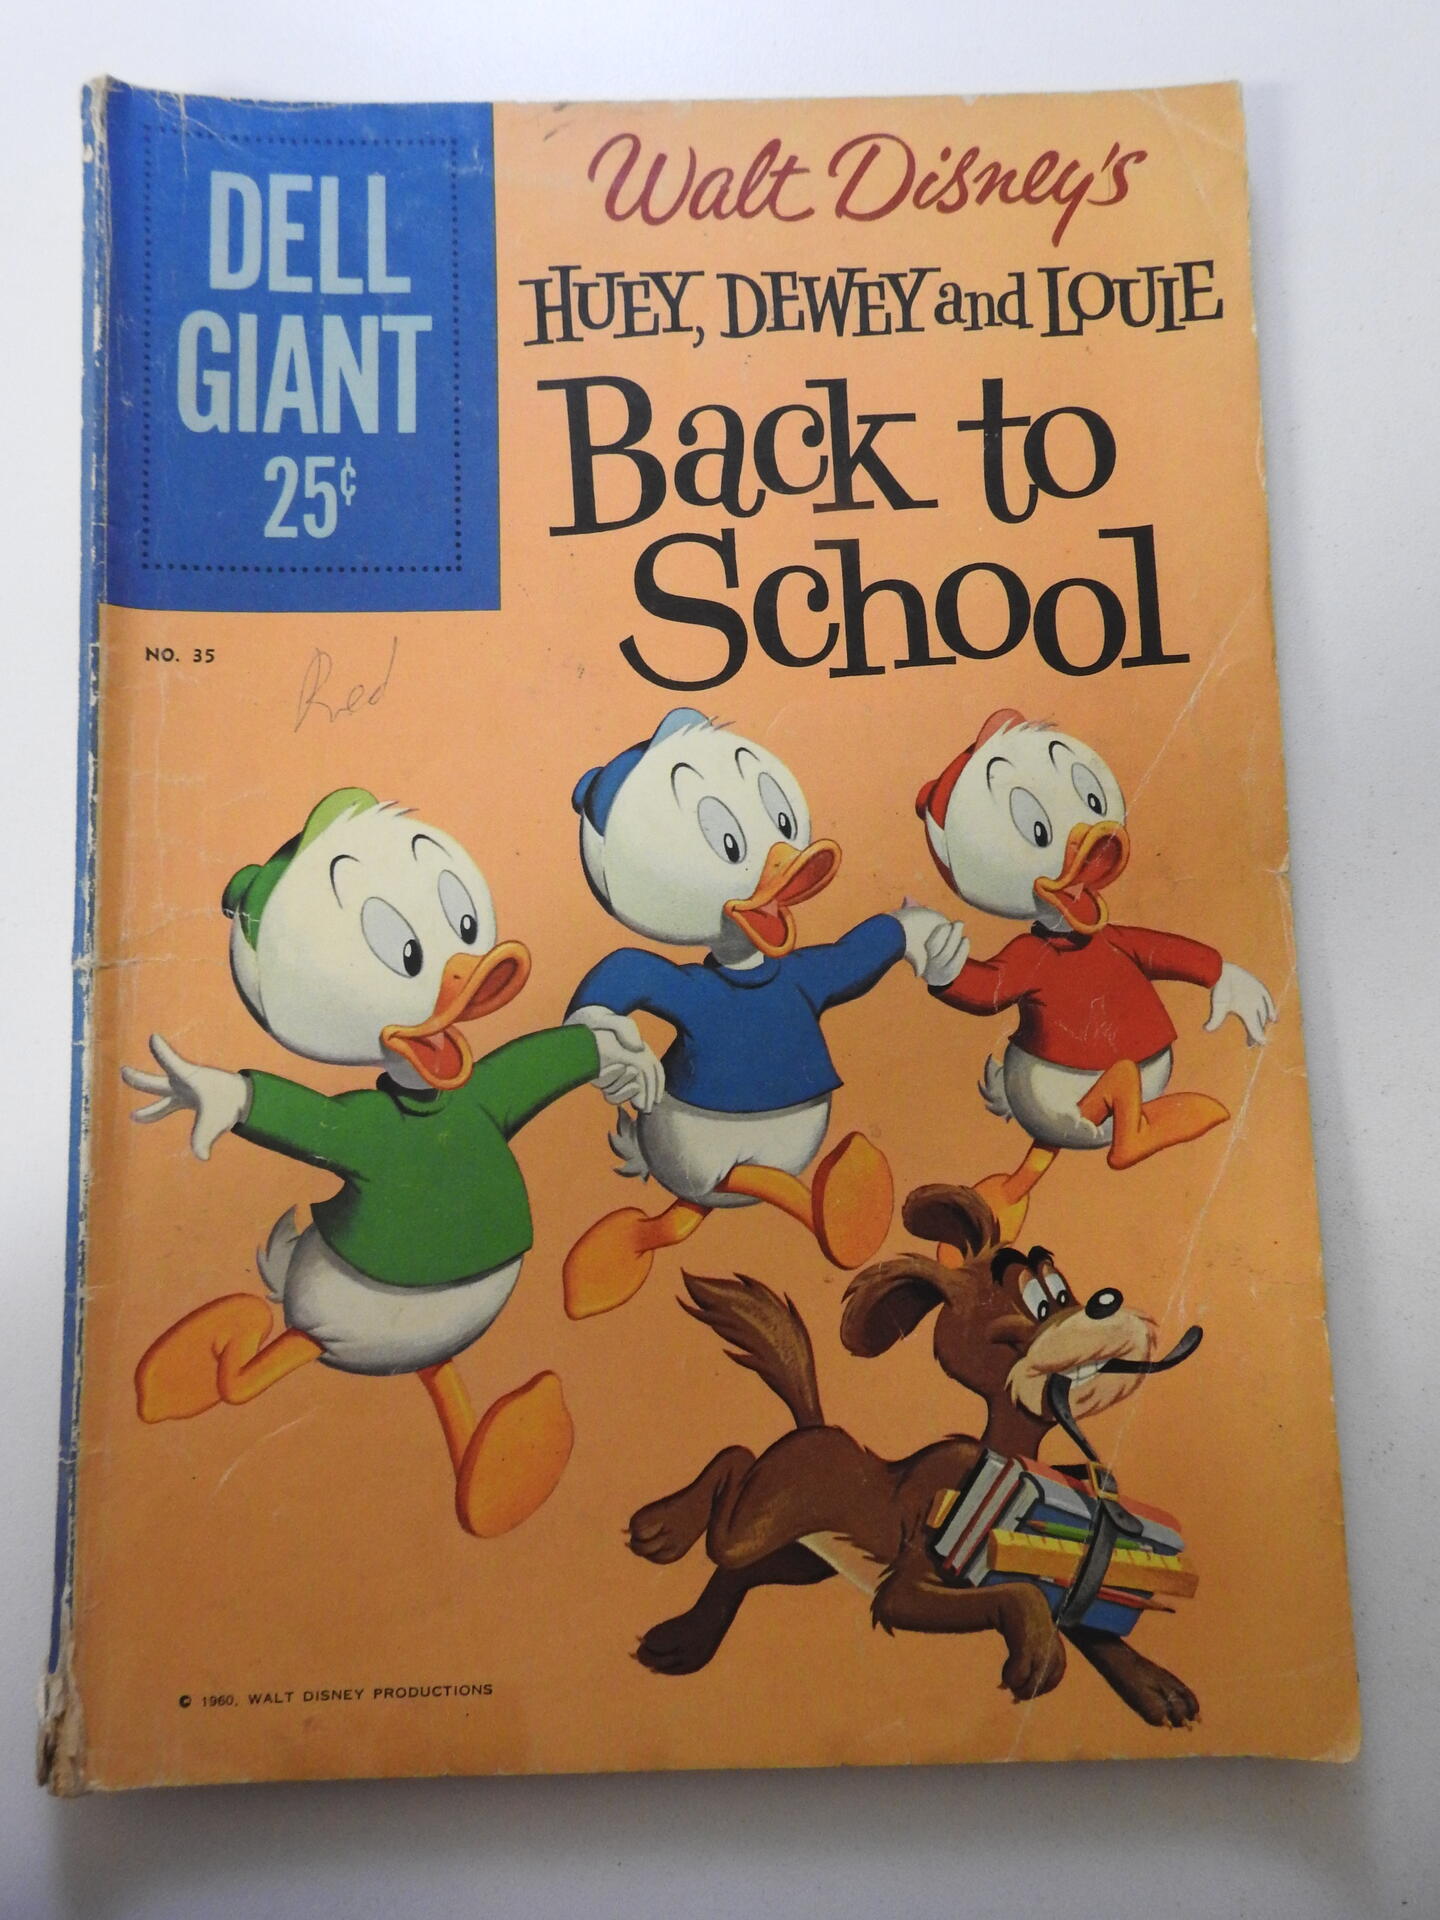 DELL
GIANT
25¢
Walt Disney's
HUEY, DEWEY and LOUIE
Back to
School
NO. 35
Red
© 1960, WALT DISNEY PRODUCTIONS